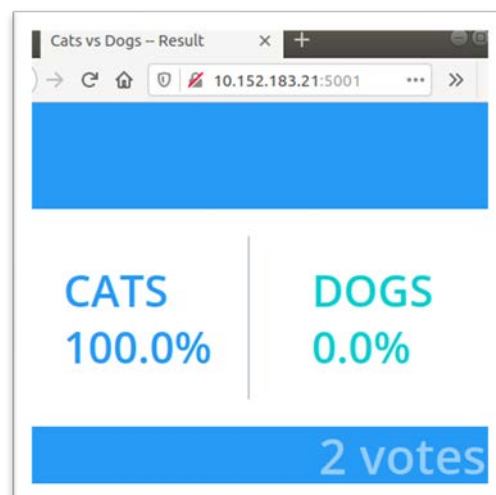 Cats vs Dogs -- Result
10.152.183.21:5001
CATS
100.0%
DOGS
0.0%
2 votes